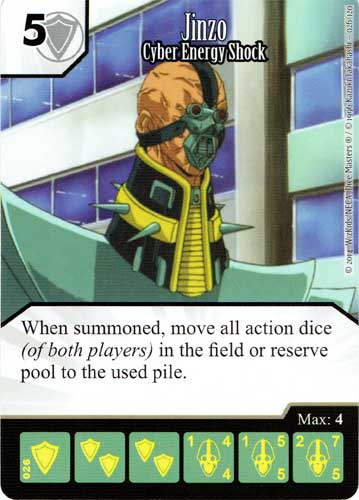 5
Jinzo
Cyber Energy Shock
When summoned, move all action dice
(of both players) in the field or reserve
pool to the used pile.
Max: 4
026
1 4 4
1 5 5
2 7 5